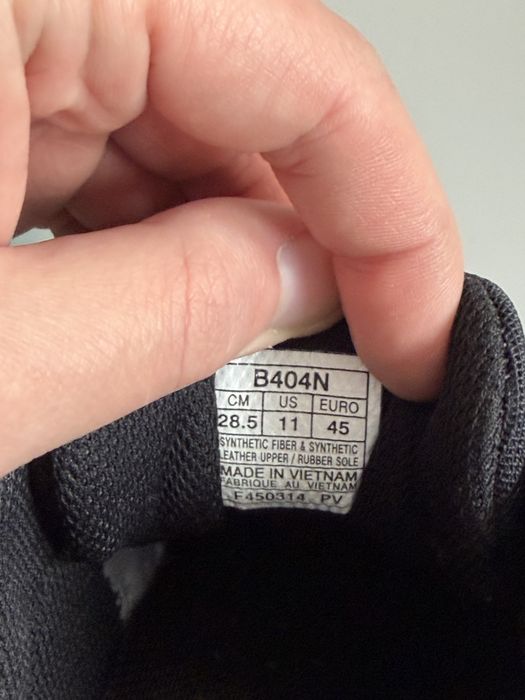 B404N
CM US EURO
28.5 11 45
SYNTHETIC FIBER & SYNTHETIC
LEATHER UPPER / RUBBER SOLE
MADE IN VIETNAM
FABRIQUE AU VIETNAM
F450314 PV